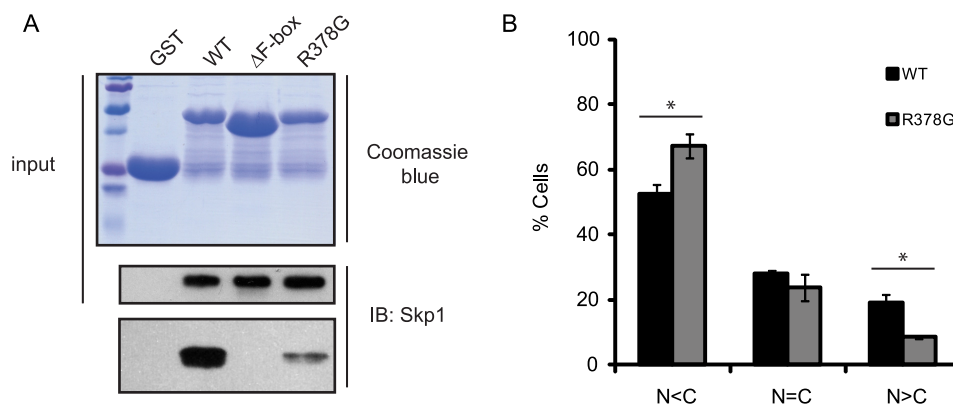 A
GST
WT
ΔF-box
R378G
input
Coomassie
blue
IB: Skp1
B
100
80
60
40
20
0
% Cells
*
*
WT
R378G
N<C
N=C
N>C